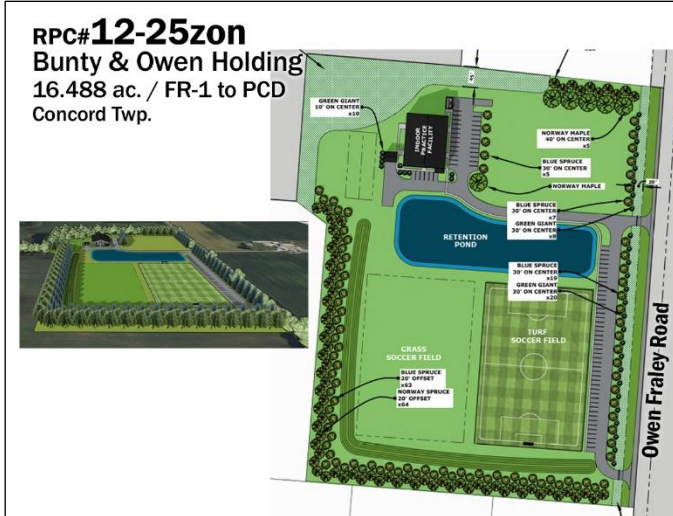 RPC#12-25zon
Bunty & Owen Holding
16.488 ac. / FR-1 to PCD
Concord Twp.
45'
GREEN GIANT
10' ON CENTER
x10
INDOOR
PRACTICE
FACILITY
NORWAY MAPLE
40' ON CENTER
x5
BLUE SPRUCE
30' ON CENTER
x5
NORWAY MAPLE
BLUE SPRUCE
30' ON CENTER
x7
GREEN GIANT
30' ON CENTER
x8
RETENTION
POND
BLUE SPRUCE
30' ON CENTER
x19
GREEN GIANT
30' ON CENTER
x20
TURF
SOCCER FIELD
GRASS
SOCCER FIELD
BLUE SPRUCE
20' OFFSET
x63
NORWAY SPRUCE
20' OFFSET
x64
Owen Fraley Road